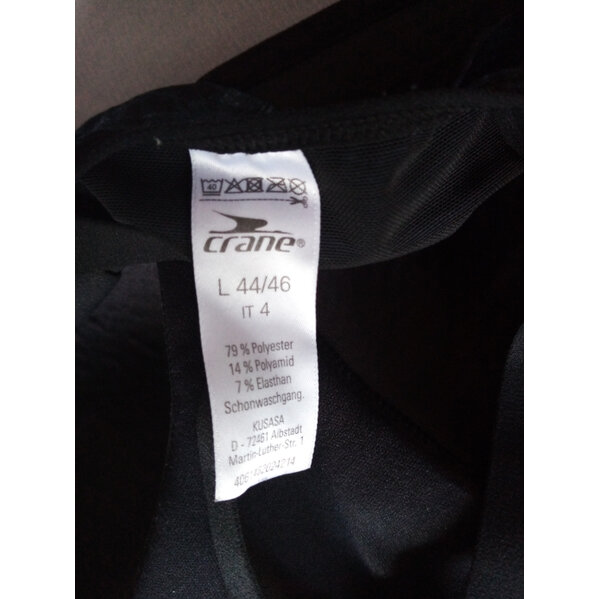 40
crane®
L 44/46
IT 4
79 % Polyester
14 % Polyamid
7 % Elasthan
Schonwaschgang.
KUSASA
D - 72461 Albstadt
Martin-Luther-Str. 1